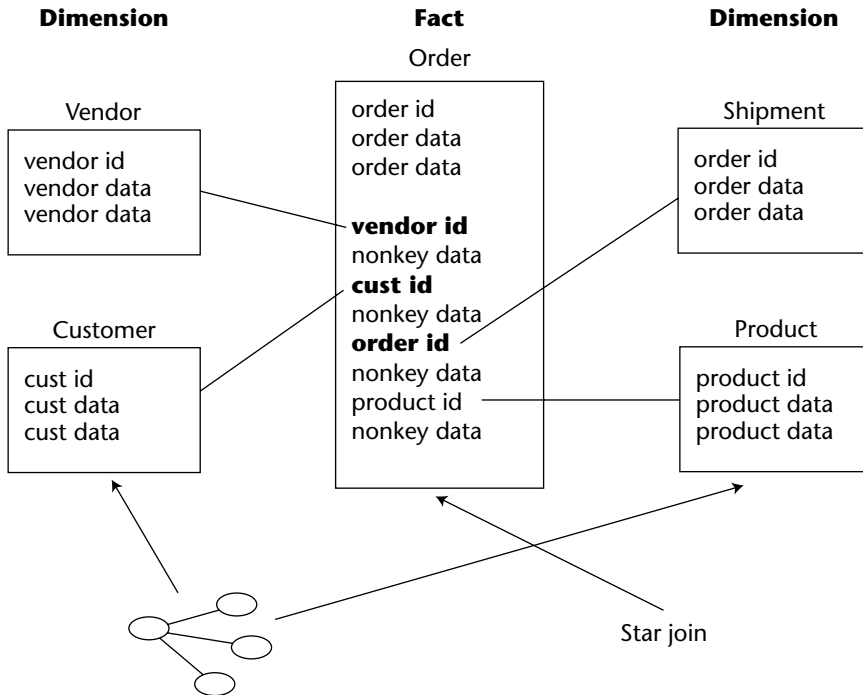 Dimension
Fact
Dimension
Order
Vendor
vendor id
vendor data
vendor data
order id
order data
order data
vendor id
nonkey data
cust id
nonkey data
order id
nonkey data
product id
nonkey data
Shipment
order id
order data
order data
Customer
cust id
cust data
cust data
Product
product id
product data
product data
Star join